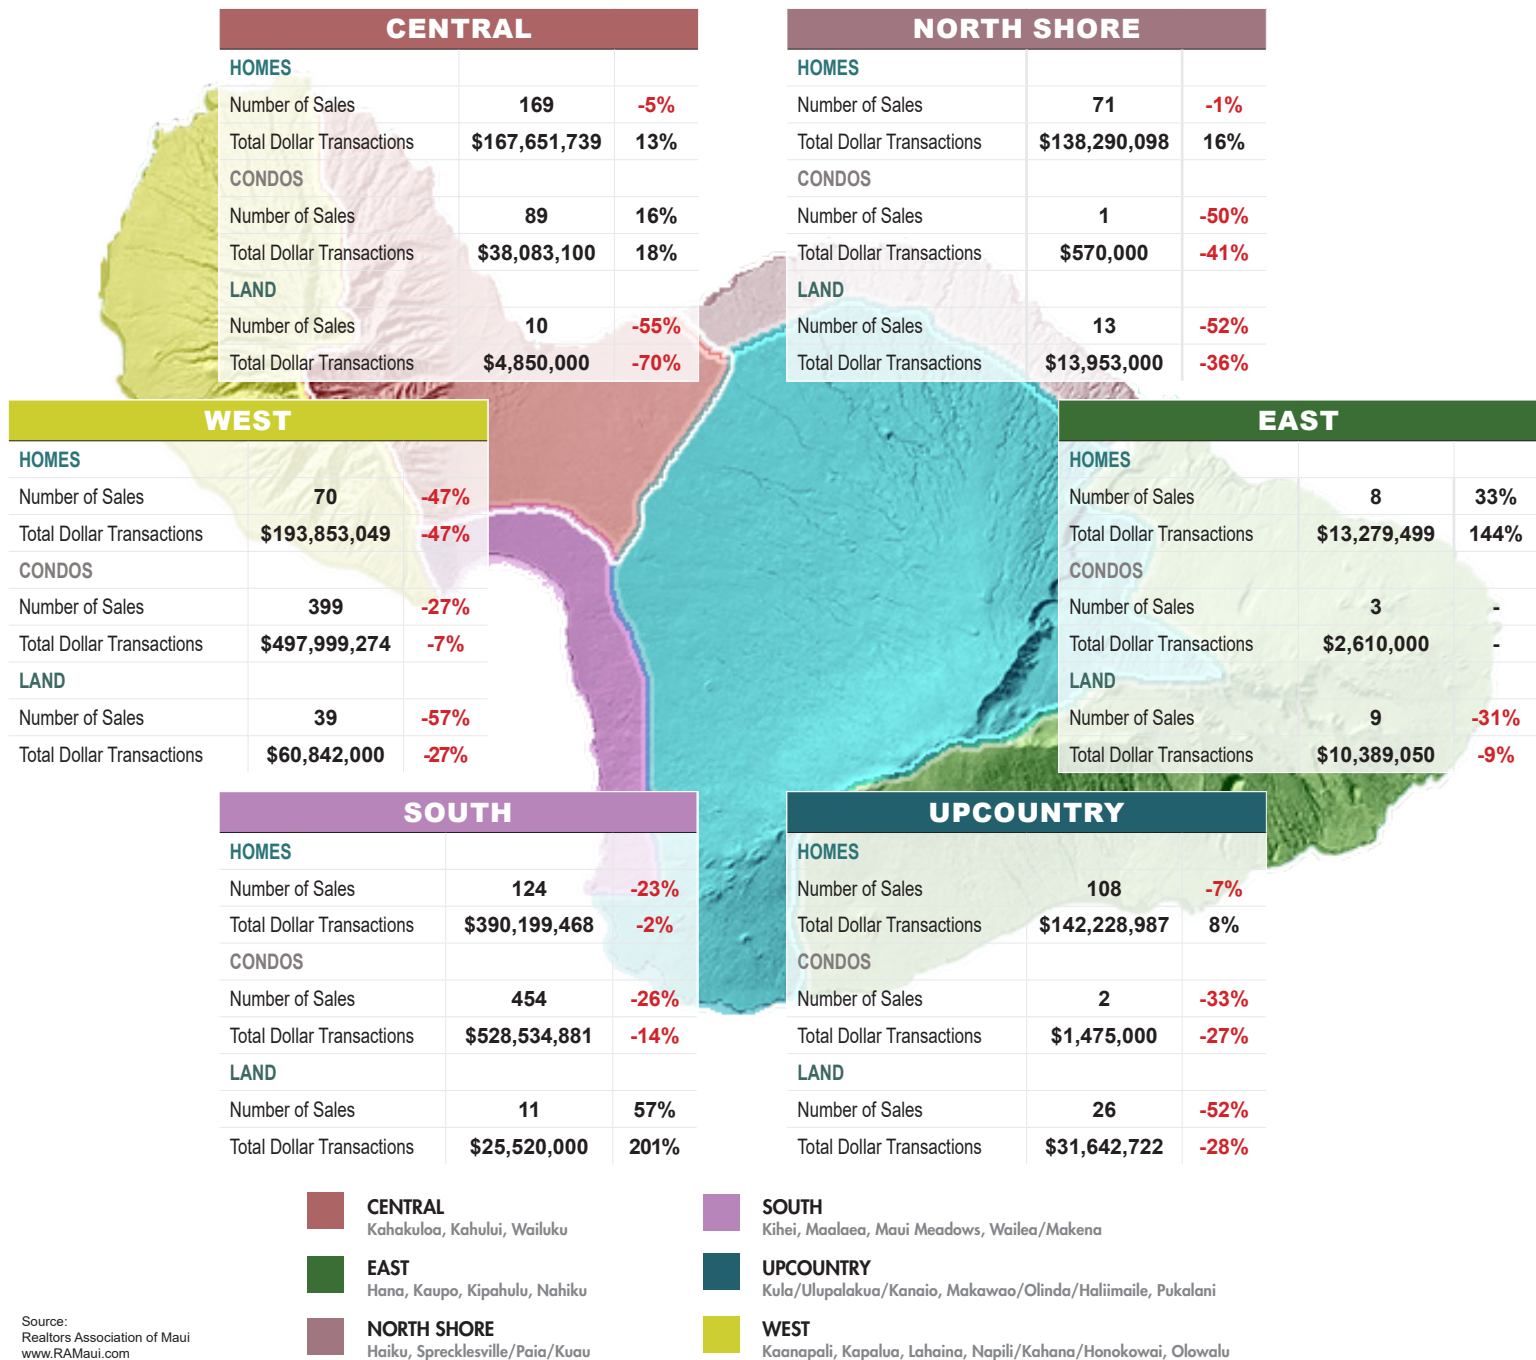 CENTRAL
HOMES
Number of Sales 169 -5%
Total Dollar Transactions $167,651,739 13%
CONDOS
Number of Sales 89 16%
Total Dollar Transactions $38,083,100 18%
LAND
Number of Sales 10 -55%
Total Dollar Transactions $4,850,000 -70%
NORTH SHORE
HOMES
Number of Sales 71 -1%
Total Dollar Transactions $138,290,098 16%
CONDOS
Number of Sales 1 -50%
Total Dollar Transactions $570,000 -41%
LAND
Number of Sales 13 -52%
Total Dollar Transactions $13,953,000 -36%
WEST
HOMES
Number of Sales 70 -47%
Total Dollar Transactions $193,853,049 -47%
CONDOS
Number of Sales 399 -27%
Total Dollar Transactions $497,999,274 -7%
LAND
Number of Sales 39 -57%
Total Dollar Transactions $60,842,000 -27%
EAST
HOMES
Number of Sales 8 33%
Total Dollar Transactions $13,279,499 144%
CONDOS
Number of Sales 3 -
Total Dollar Transactions $2,610,000 -
LAND
Number of Sales 9 -31%
Total Dollar Transactions $10,389,050 -9%
SOUTH
HOMES
Number of Sales 124 -23%
Total Dollar Transactions $390,199,468 -2%
CONDOS
Number of Sales 454 -26%
Total Dollar Transactions $528,534,881 -14%
LAND
Number of Sales 11 57%
Total Dollar Transactions $25,520,000 201%
UPCOUNTRY
HOMES
Number of Sales 108 -7%
Total Dollar Transactions $142,228,987 8%
CONDOS
Number of Sales 2 -33%
Total Dollar Transactions $1,475,000 -27%
LAND
Number of Sales 26 -52%
Total Dollar Transactions $31,642,722 -28%
CENTRAL
Kahakuloa, Kahului, Wailuku
EAST
Hana, Kaupo, Kipahulu, Nahiku
NORTH SHORE
Haiku, Sprecklesville/Paia/Kuau
SOUTH
Kihei, Maalaea, Maui Meadows, Wailea/Makena
UPCOUNTRY
Kula/Ulupalakua/Kanaio, Makawao/Olinda/Haliimaile, Pukalani
WEST
Kaanapali, Kapalua, Lahaina, Napili/Kahana/Honokowai, Olowalu
Source:
Realtors Association of Maui
www.RAMaui.com